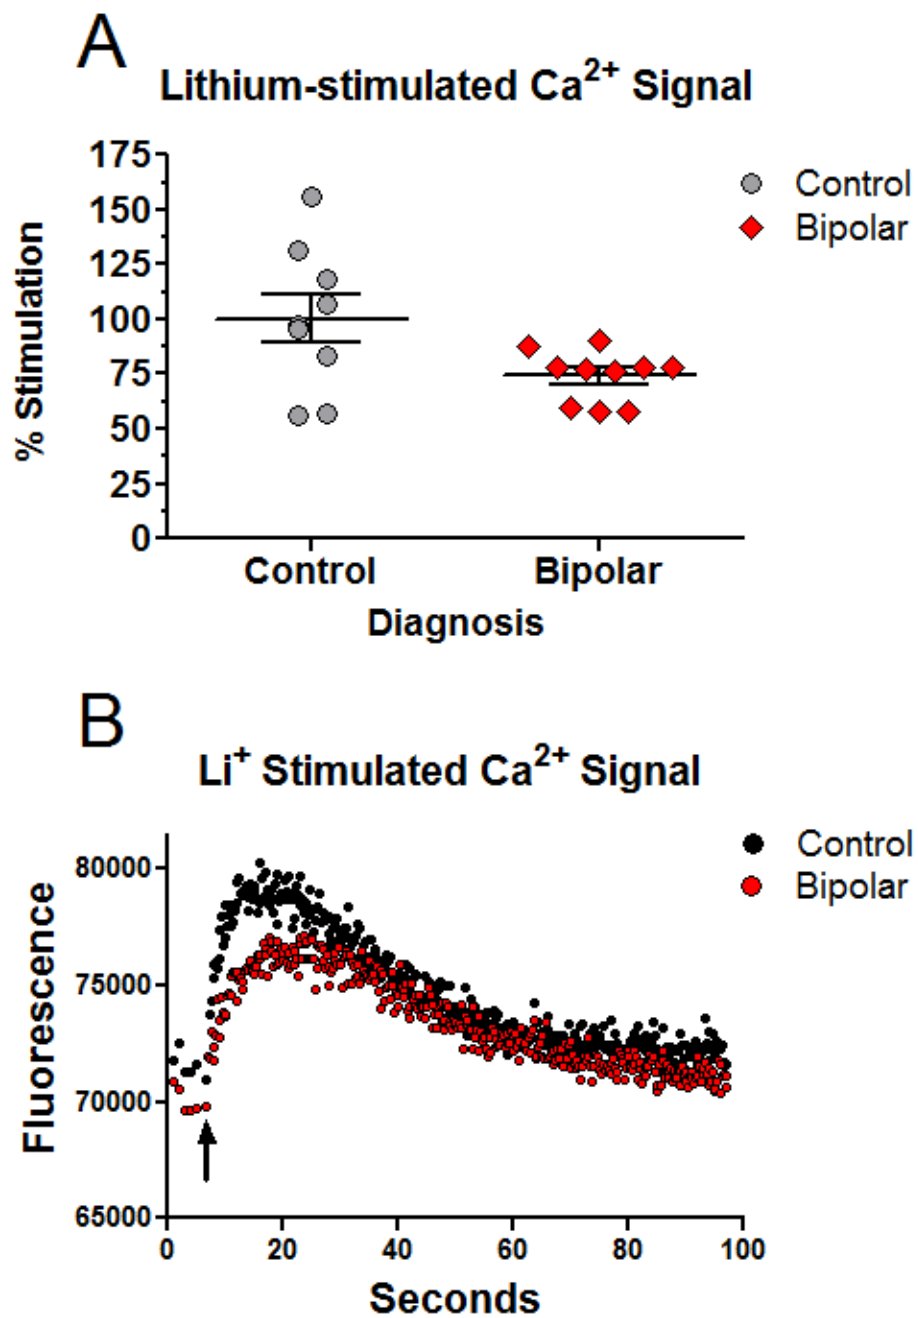 A
Lithium-stimulated Ca²⁺ Signal
175
150
125
100
75
50
25
0
% Stimulation
Control
Bipolar
Control
Bipolar
Diagnosis
B
Li⁺ Stimulated Ca²⁺ Signal
80000
75000
70000
65000
Fluorescence
Control
Bipolar
0 20 40 60 80 100
Seconds